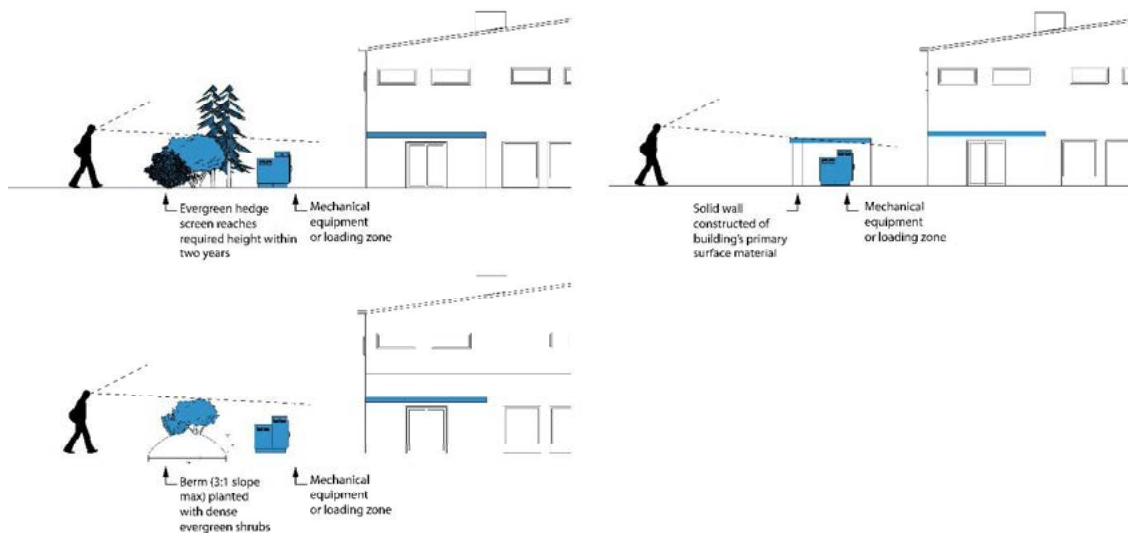 Evergreen hedge
screen reaches
required height within
two years
Mechanical
equipment
or loading zone
Solid wall
constructed of
building's primary
surface material
Mechanical
equipment
or loading zone
Berm (3:1 slope
max) planted
with dense
evergreen shrubs
Mechanical
equipment
or loading zone